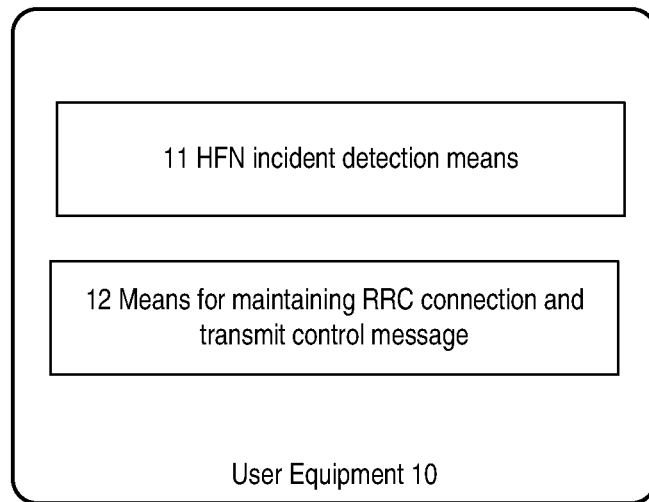 11 HFN incident detection means
12 Means for maintaining RRC connection and
transmit control message
User Equipment 10